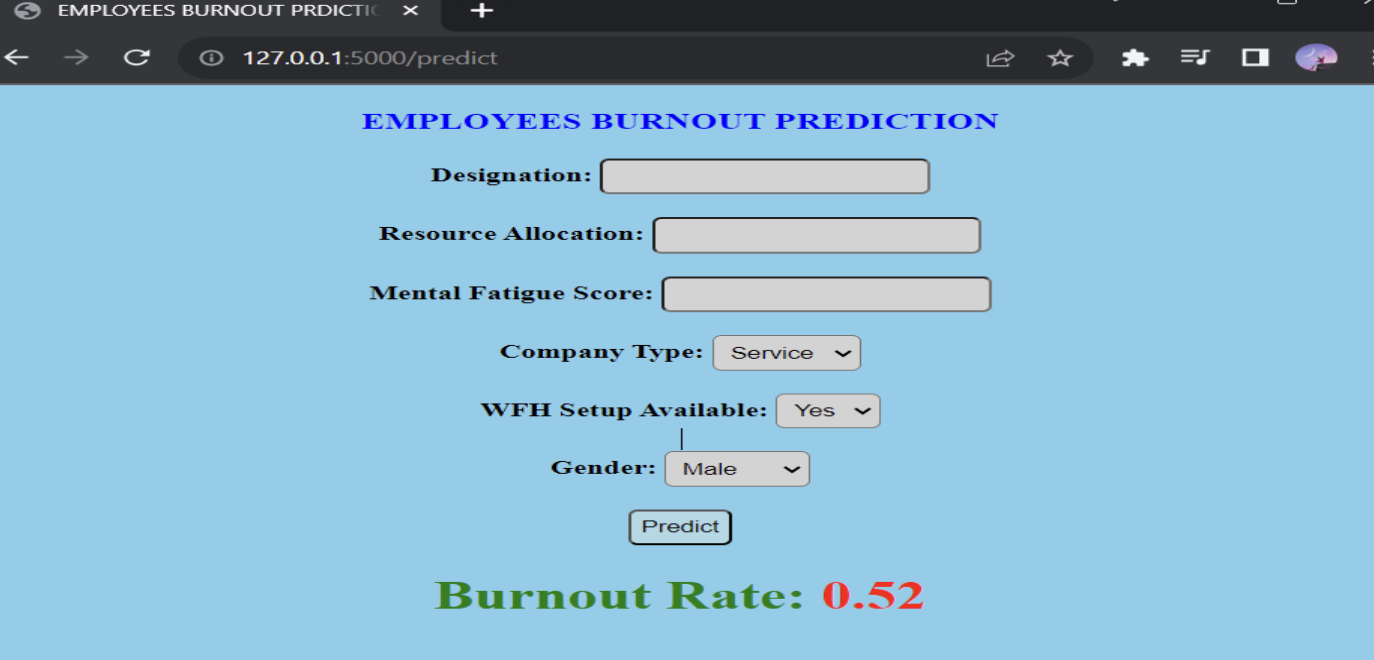 EMPLOYEES BURNOUT PRDICTI
127.0.0.1:5000/predict
EMPLOYEES BURNOUT PREDICTION
Designation:
Resource Allocation:
Mental Fatigue Score:
Company Type: Service
WFH Setup Available: Yes
Gender: Male
Predict
Burnout Rate: 0.52